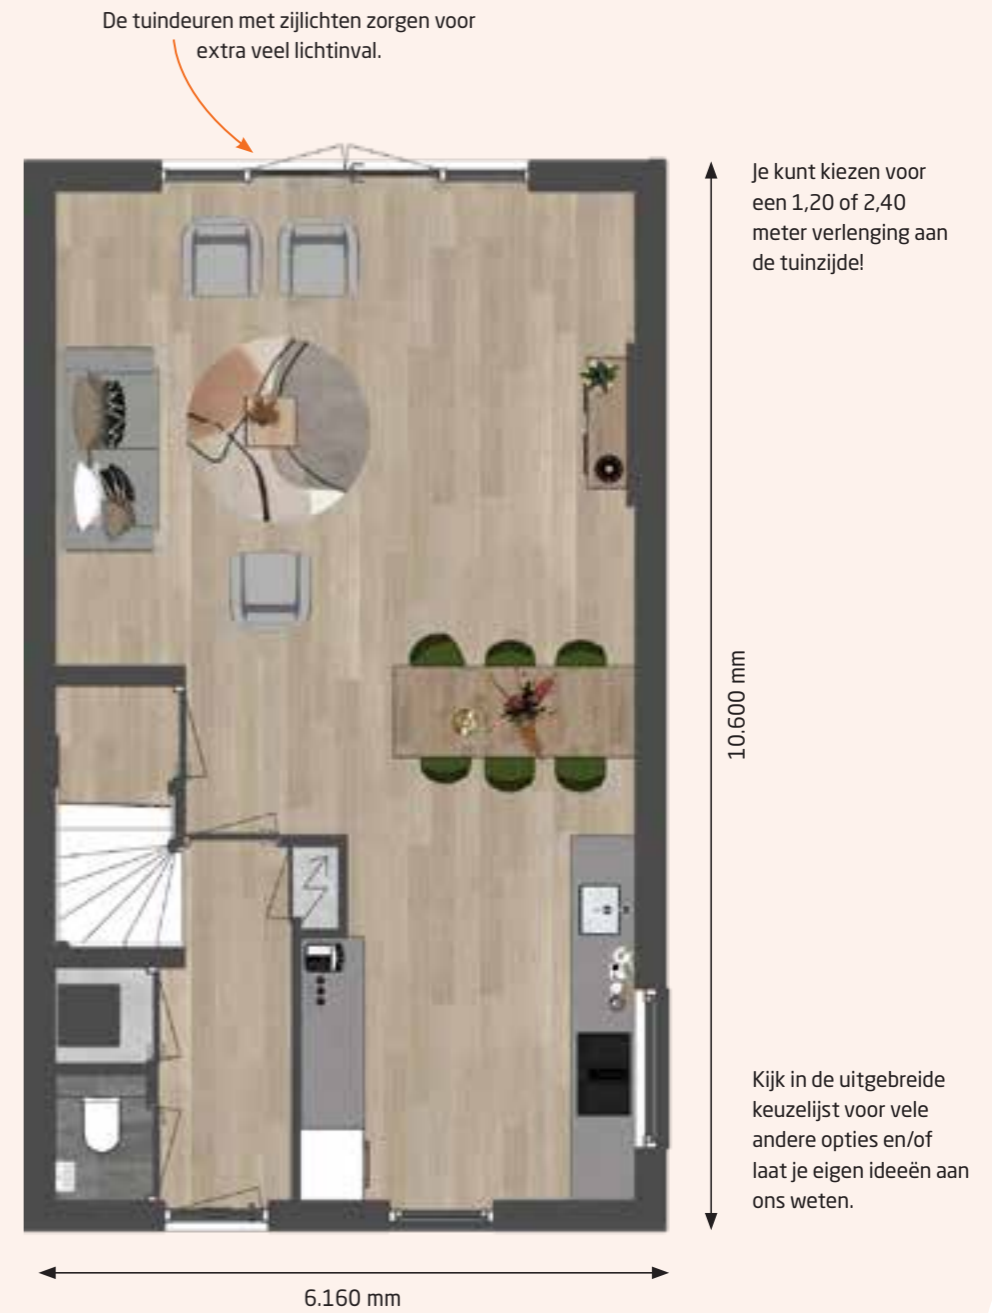 De tuindeuren met zijlichten zorgen voor
extra veel lichtinval.
Je kunt kiezen voor
een 1,20 of 2,40
meter verlenging aan
de tuinzijde!
10.600 mm
Kijk in de uitgebreide
keuzelijst voor vele
andere opties en/of
laat je eigen ideeën aan
ons weten.
6.160 mm